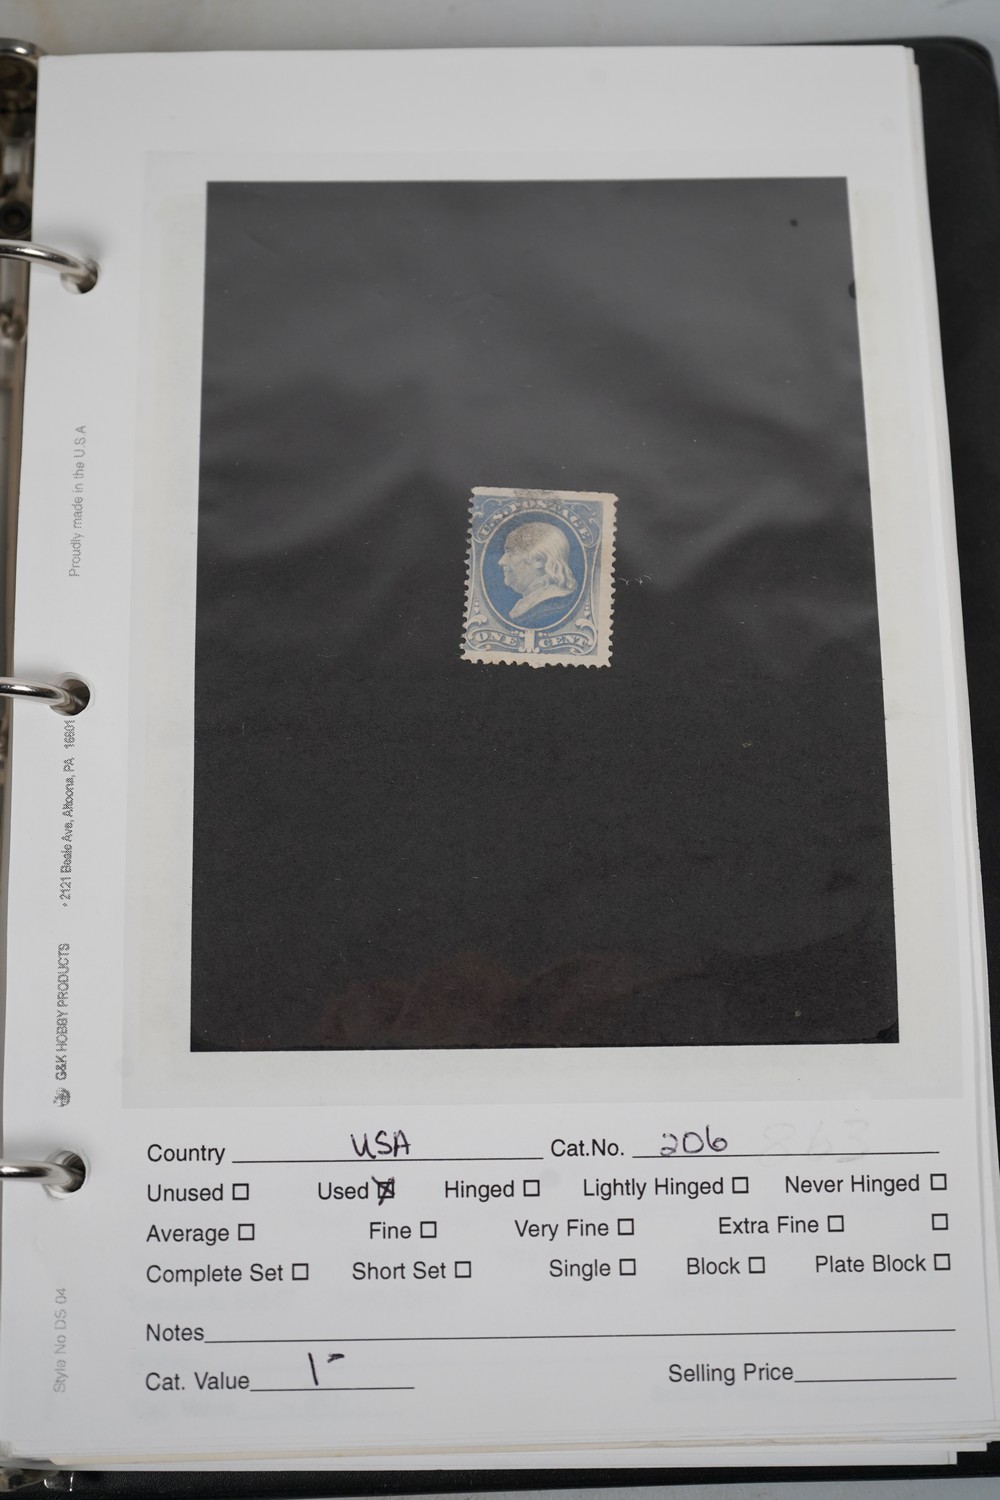 U.S. POSTAGE
ONE 1 CENT
Country USA Cat.No. 206 863
Unused ☐ Used ☒ Hinged ☐ Lightly Hinged ☐ Never Hinged ☐
Average ☐ Fine ☐ Very Fine ☐ Extra Fine ☐ ☐
Complete Set ☐ Short Set ☐ Single ☐ Block ☐ Plate Block ☐
Notes
Cat. Value 1- Selling Price
Style No DS 04 G&K HOBBY PRODUCTS • 2121 Beale Ave, Altoona, PA 16601 Proudly made in the U.S.A